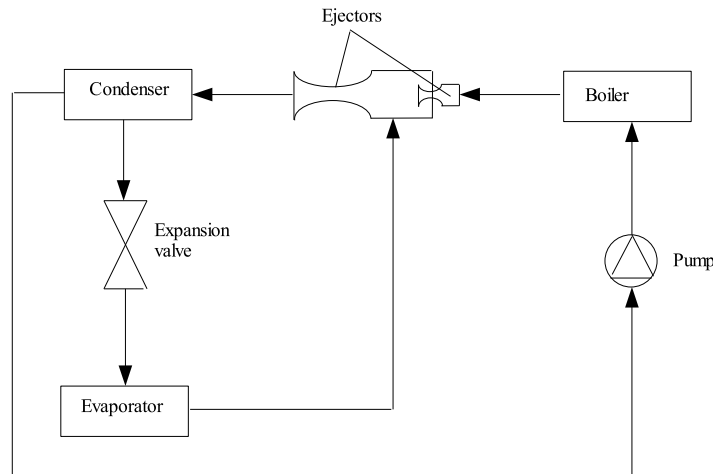 Ejectors
Condenser
Boiler
Expansion
valve
Pump
Evaporator